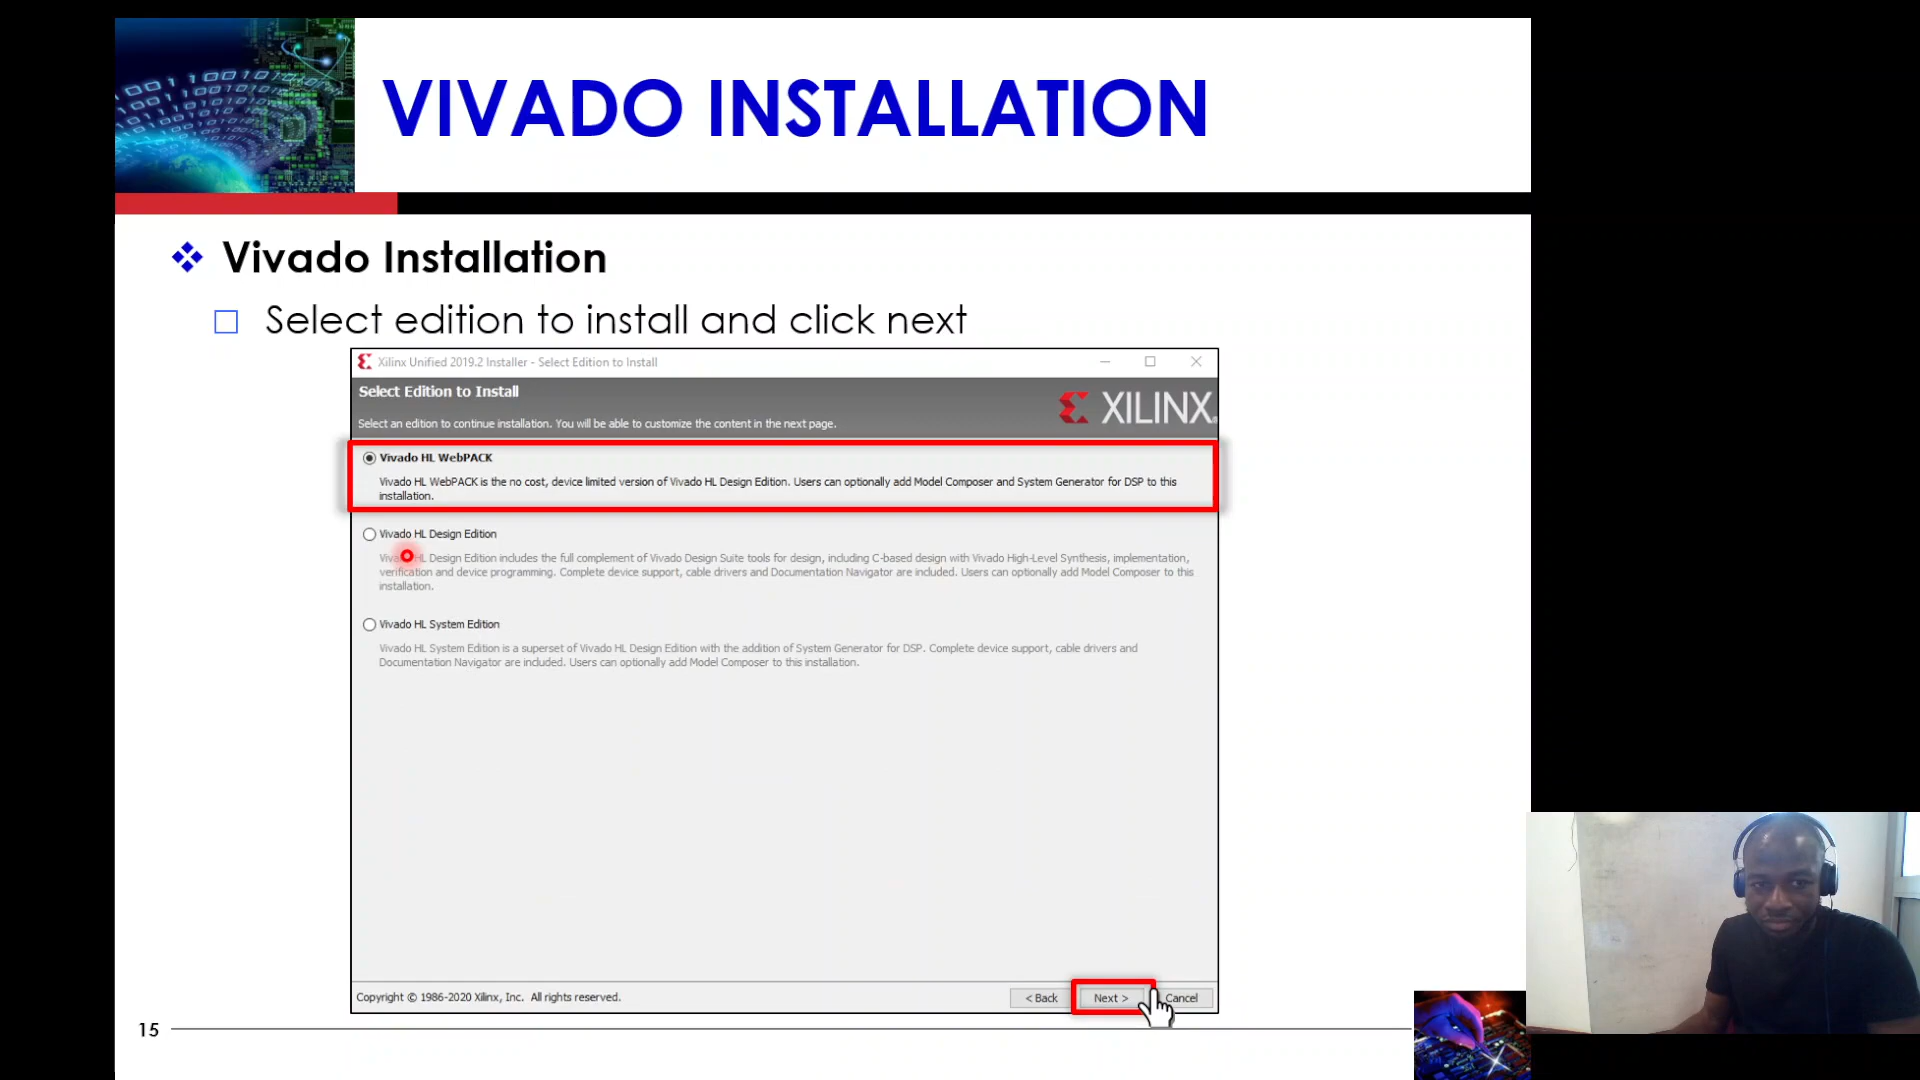 VIVADO INSTALLATION
Vivado Installation
Select edition to install and click next
Xilinx Unified 2019.2 Installer - Select Edition to Install
Select Edition to Install
XILINX
Select an edition to continue installation. You will be able to customize the content in the next page.
Vivado HL WebPACK
Vivado HL WebPACK is the no cost, device limited version of Vivado HL Design Edition. Users can optionally add Model Composer and System Generator for DSP to this
installation.
Vivado HL Design Edition
Vivado HL Design Edition includes the full complement of Vivado Design Suite tools for design, including C-based design with Vivado High-Level Synthesis, implementation,
verification and device programming. Complete device support, cable drivers and Documentation Navigator are included. Users can optionally add Model Composer to this
installation.
Vivado HL System Edition
Vivado HL System Edition is a superset of Vivado HL Design Edition with the addition of System Generator for DSP. Complete device support, cable drivers and
Documentation Navigator are included. Users can optionally add Model Composer to this installation.
Copyright © 1986-2020 Xilinx, Inc. All rights reserved.
< Back
Next >
Cancel
15